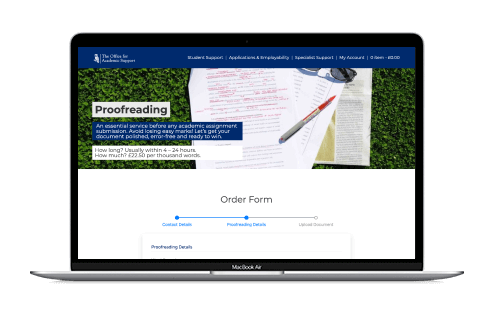 The Office for
Academic Support
Student Support | Applications & Employability | Specialist Support | My Account | 0 item - £0.00
Proofreading
An essential service before any academic assignment
submission. Avoid losing easy marks! Let's get your
document polished, error-free and ready to win.
How long? Usually within 4 – 24 hours.
How much? £22.50 per thousand words.
Order Form
Contact Details
Proofreading Details
Upload Document
Proofreading Details
MacBook Air